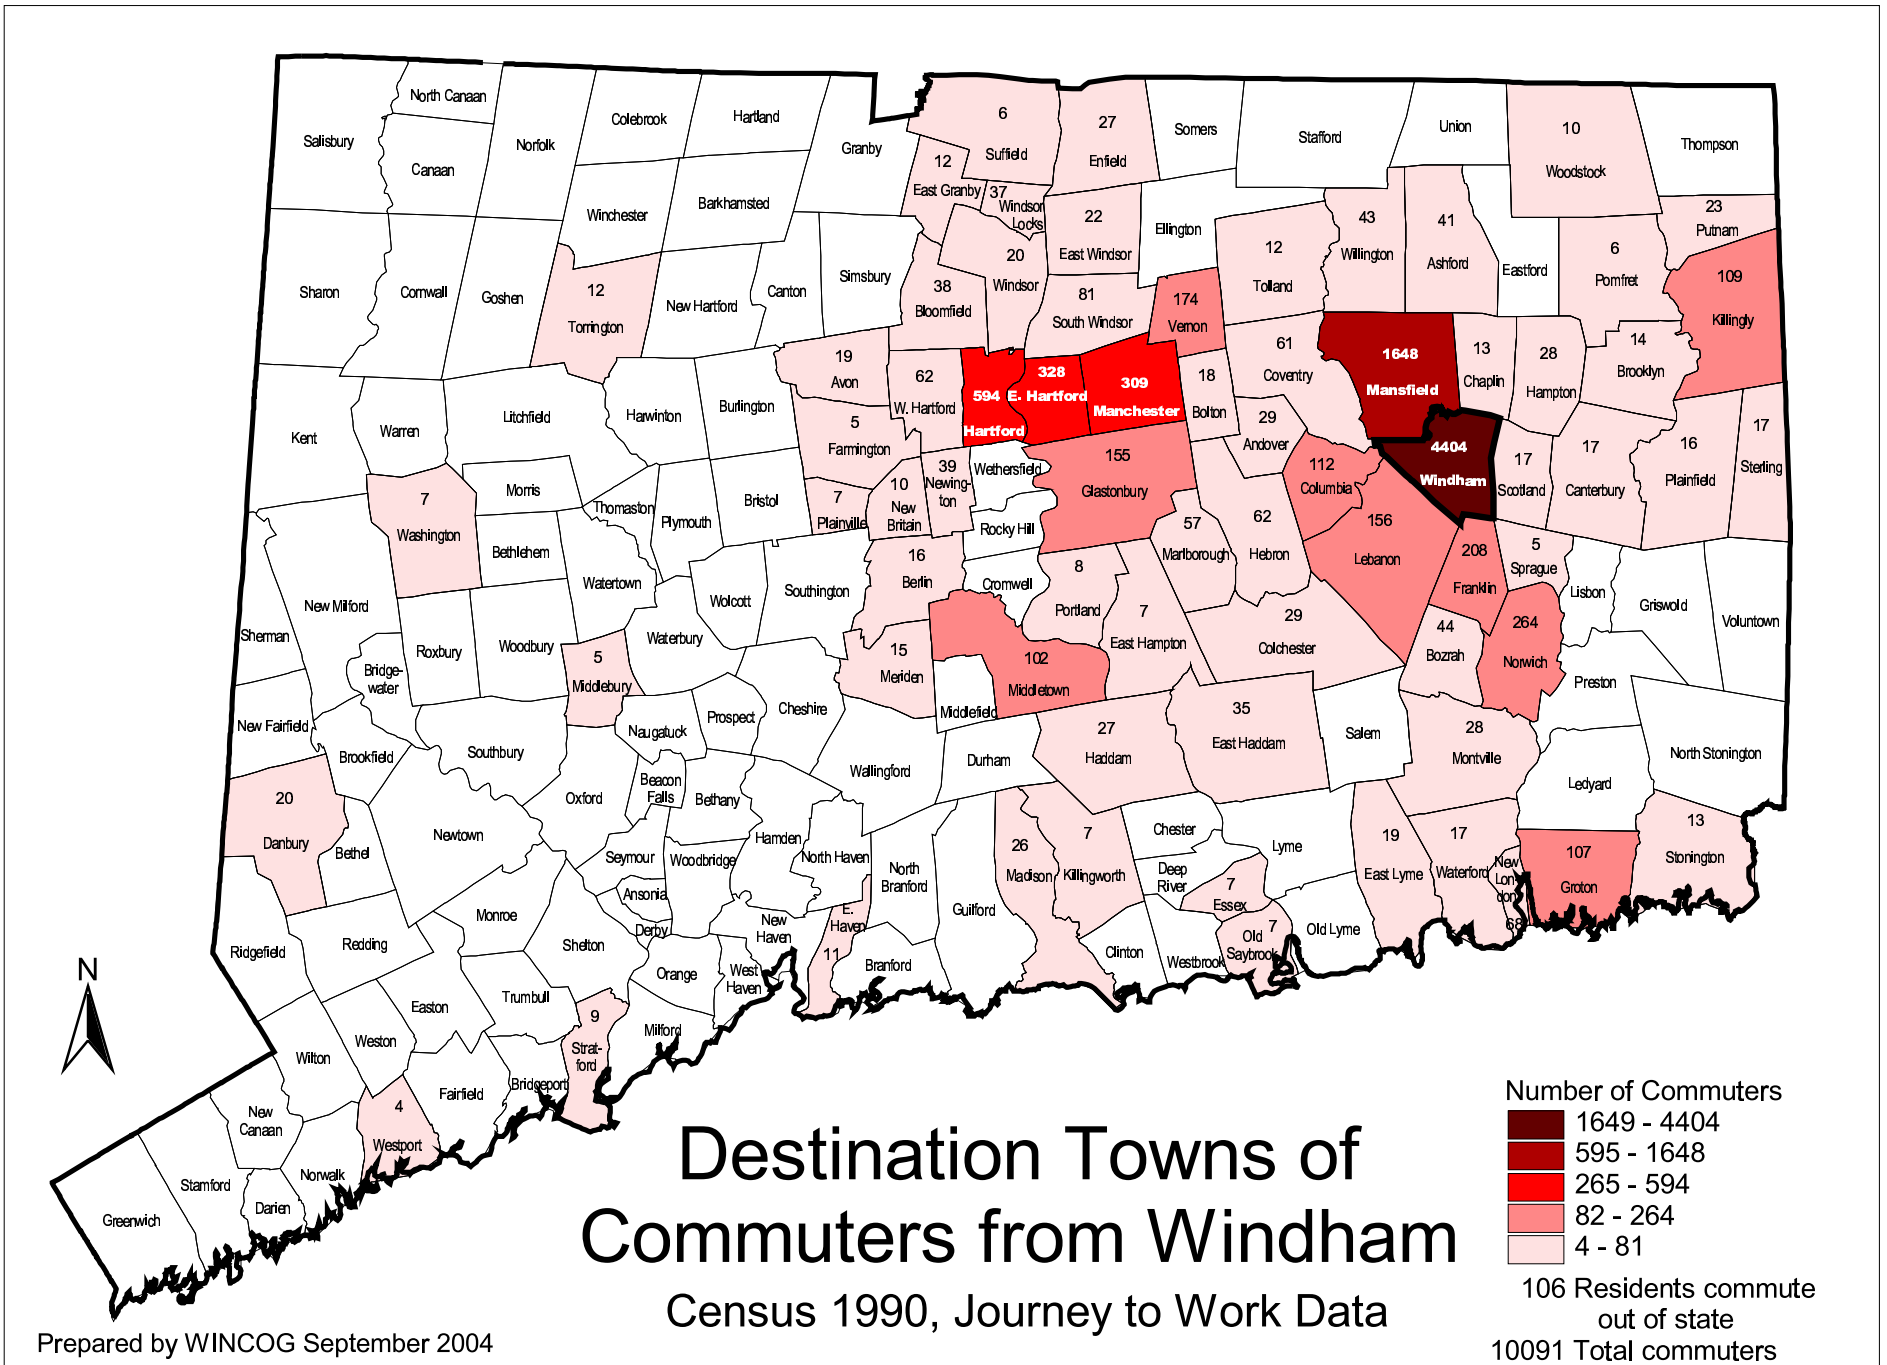 North Canaan
Salisbury
Canaan
Norfolk
Colebrook
Hartland
Granby
6
Suffield
27
Enfield
Somers
Stafford
Union
10
Woodstock
Thompson
12
East Granby
37
Windsor
Locks
Winchester
Barkhamsted
22
East Windsor
Ellington
12
Tolland
43
Willington
41
Ashford
Eastford
23
Putnam
6
Pomfret
109
Killingly
Sharon
Cornwall
Goshen
12
Torrington
New Hartford
Canton
Simsbury
38
Bloomfield
20
Windsor
81
South Windsor
174
Vernon
19
Avon
62
W. Hartford
594
Hartford
328
E. Hartford
309
Manchester
18
Bolton
61
Coventry
1648
Mansfield
13
Chaplin
28
Hampton
14
Brooklyn
Kent
Warren
Litchfield
Harwinton
Burlington
5
Farmington
29
Andover
4404
Windham
17
Scotland
17
Canterbury
16
Plainfield
17
Sterling
7
Washington
Morris
Thomaston
Plymouth
Bristol
7
Plainville
10
New
Britain
39
Newing-
ton
Wethersfield
Rocky Hill
155
Glastonbury
112
Columbia
Bethlehem
Watertown
Wolcott
Southington
16
Berlin
Cromwell
8
Portland
57
Marlborough
62
Hebron
156
Lebanon
208
Franklin
5
Sprague
Lisbon
Griswold
Voluntown
New Milford
Sherman
Roxbury
Woodbury
Bridge-
water
5
Middlebury
Waterbury
15
Meriden
102
Middletown
Middlefield
7
East Hampton
29
Colchester
44
Bozrah
264
Norwich
Preston
New Fairfield
Brookfield
Southbury
Naugatuck
Prospect
Cheshire
Wallingford
Durham
27
Haddam
35
East Haddam
Salem
28
Montville
Ledyard
North Stonington
20
Danbury
Bethel
Newtown
Oxford
Beacon
Falls
Bethany
Hamden
North Haven
North
Branford
Guilford
26
Madison
7
Killingworth
Chester
Deep
River
7
Essex
Lyme
19
East Lyme
17
Waterford
New
Lon-
don
68
107
Groton
13
Stonington
Seymour
Woodbridge
Ansonia
Derby
Monroe
Shelton
Ridgefield
Redding
New
Haven
E.
Haven
11
Branford
Clinton
Westbrook
Old
Saybrook
7
Old Lyme
Orange
West
Haven
Milford
Easton
Trumbull
9
Strat-
ford
Weston
Wilton
Fairfield
Bridgeport
4
Westport
New
Canaan
Norwalk
Stamford
Darien
Greenwich
N
Destination Towns of
Commuters from Windham
Census 1990, Journey to Work Data
Number of Commuters
1649 - 4404
595 - 1648
265 - 594
82 - 264
4 - 81
106 Residents commute
out of state
10091 Total commuters
Prepared by WINCOG September 2004